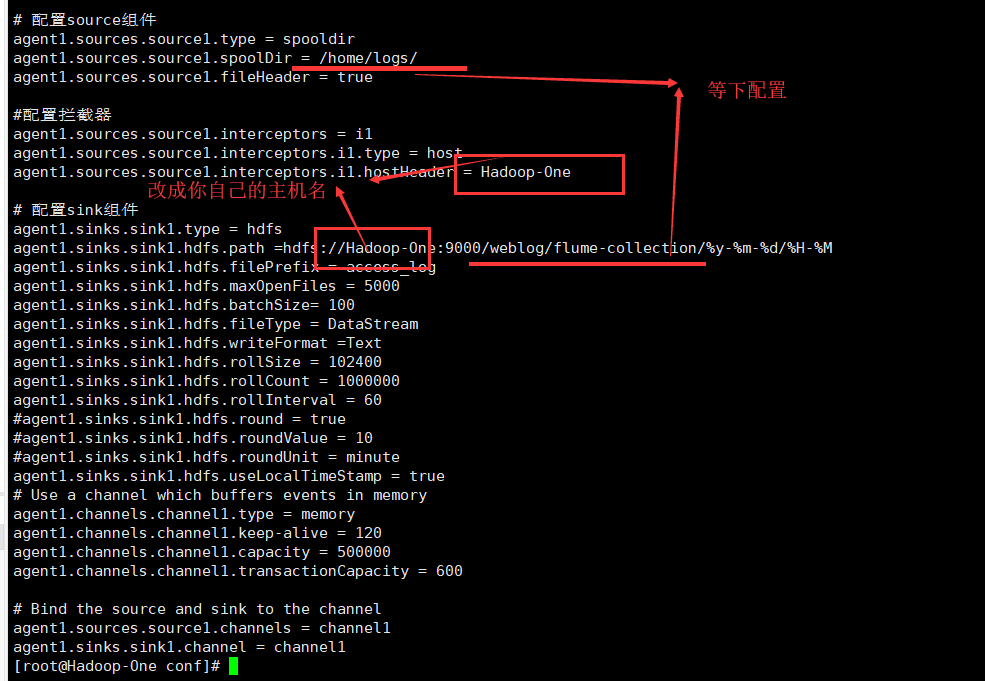 # 配置source组件
agent1.sources.source1.type = spooldir
agent1.sources.source1.spoolDir = /home/logs/
agent1.sources.source1.fileHeader = true
等下配置
#配置拦截器
agent1.sources.source1.interceptors = i1
agent1.sources.source1.interceptors.i1.type = host
agent1.sources.source1.interceptors.i1.hostHeader = Hadoop-One
改成你自己的主机名
# 配置sink组件
agent1.sinks.sink1.type = hdfs
agent1.sinks.sink1.hdfs.path =hdfs://Hadoop-One:9000/weblog/flume-collection/%y-%m-%d/%H-%M
agent1.sinks.sink1.hdfs.filePrefix = access_log
agent1.sinks.sink1.hdfs.maxOpenFiles = 5000
agent1.sinks.sink1.hdfs.batchSize= 100
agent1.sinks.sink1.hdfs.fileType = DataStream
agent1.sinks.sink1.hdfs.writeFormat =Text
agent1.sinks.sink1.hdfs.rollSize = 102400
agent1.sinks.sink1.hdfs.rollCount = 1000000
agent1.sinks.sink1.hdfs.rollInterval = 60
#agent1.sinks.sink1.hdfs.round = true
#agent1.sinks.sink1.hdfs.roundValue = 10
#agent1.sinks.sink1.hdfs.roundUnit = minute
agent1.sinks.sink1.hdfs.useLocalTimeStamp = true
# Use a channel which buffers events in memory
agent1.channels.channel1.type = memory
agent1.channels.channel1.keep-alive = 120
agent1.channels.channel1.capacity = 500000
agent1.channels.channel1.transactionCapacity = 600
# Bind the source and sink to the channel
agent1.sources.source1.channels = channel1
agent1.sinks.sink1.channel = channel1
[root@Hadoop-One conf]#